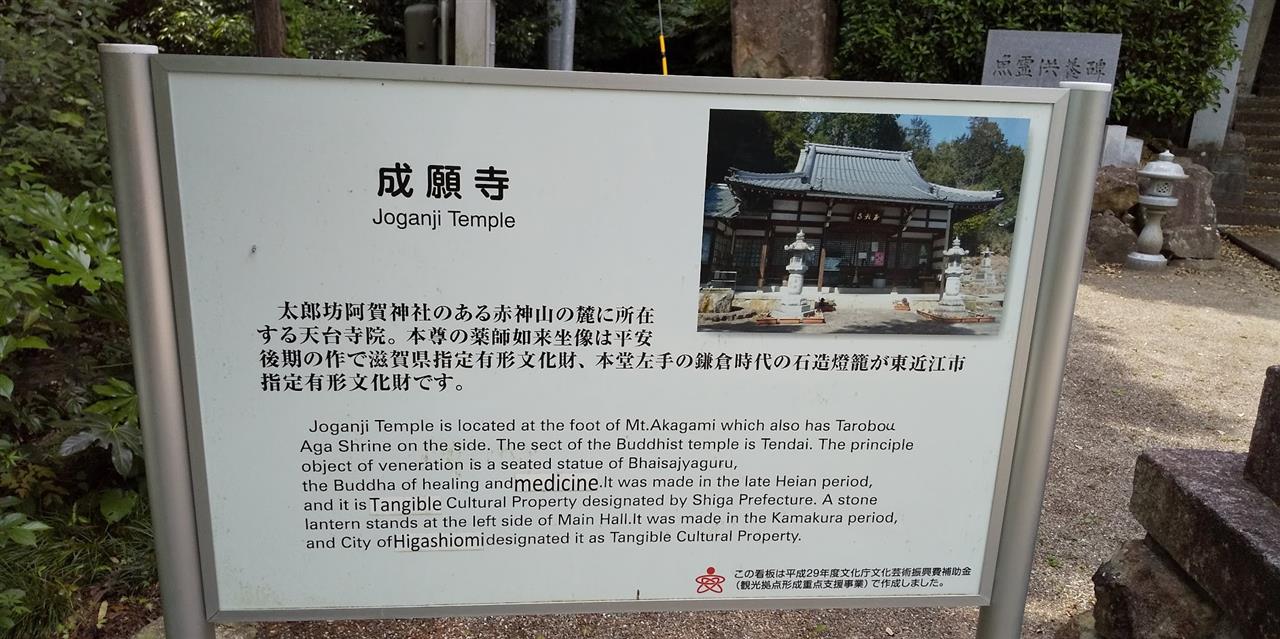 点霊供養碑
成願寺
Joganji Temple
太郎坊阿賀神社のある赤神山の麓に所在
する天台寺院。本尊の薬師如来坐像は平安
後期の作で滋賀県指定有形文化財、本堂左手の鎌倉時代の石造燈籠が東近江市
指定有形文化財です。
Joganji Temple is located at the foot of Mt.Akagami which also has Tarobou
Aga Shrine on the side. The sect of the Buddhist temple is Tendai. The principle
object of veneration is a seated statue of Bhaisajyaguru,
the Buddha of healing and medicine.It was made in the late Heian period,
and it is Tangible Cultural Property designated by Shiga Prefecture. A stone
lantern stands at the left side of Main Hall.It was made in the Kamakura period,
and City of Higashiomi designated it as Tangible Cultural Property.
この看板は平成29年度文化庁文化芸術振興費補助金
(観光拠点形成重点支援事業)で作成しました。